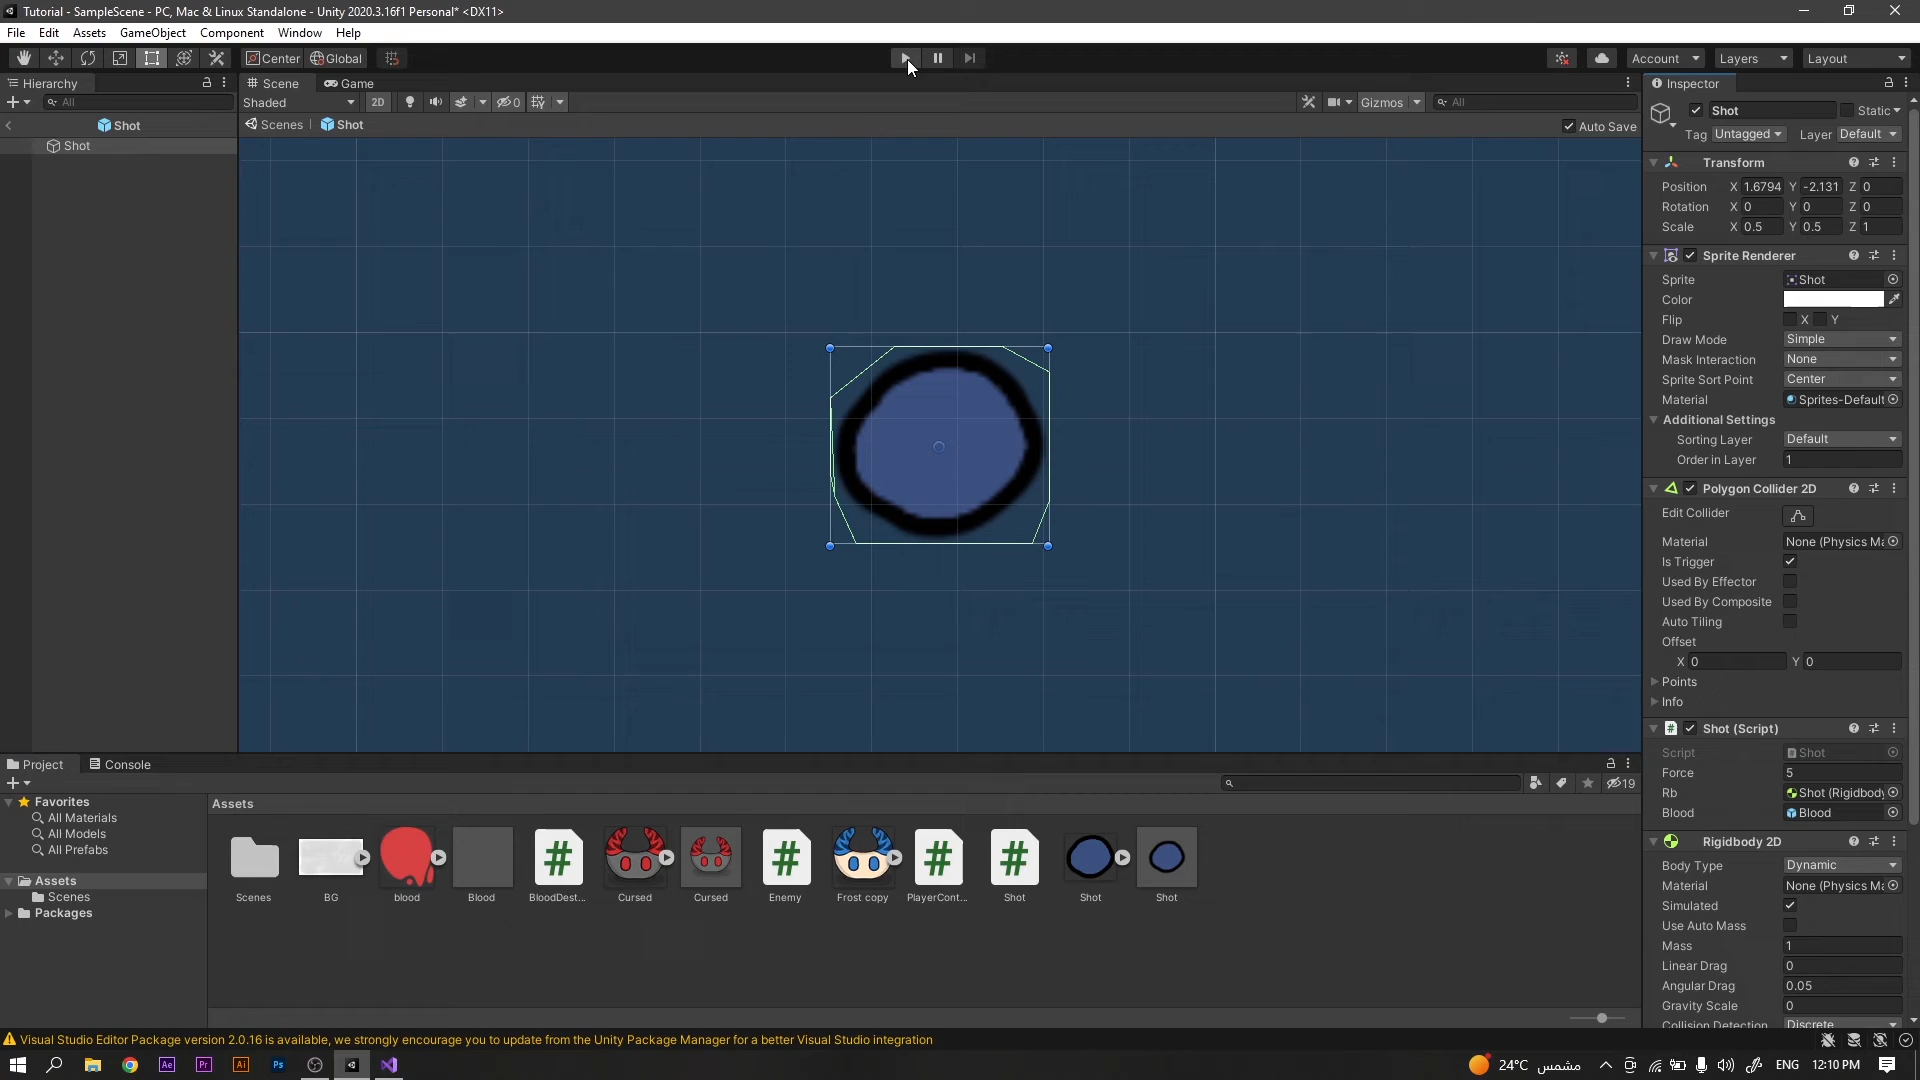 Tutorial - SampleScene - PC, Mac & Linux Standalone - Unity 2020.3.16f1 Personal* <DX11>
File Edit Assets GameObject Component Window Help
Center Global Account Layers Layout
Hierarchy Scene Game Inspector
All Shaded 2D 0 Gizmos All
Shot Scenes Shot Auto Save
Shot
Shot Static
Tag Untagged Layer Default
Transform
Position X 1.6794 Y -2.131 Z 0
Rotation X 0 Y 0 Z 0
Scale X 0.5 Y 0.5 Z 1
Sprite Renderer
Sprite Shot
Color
Flip X Y
Draw Mode Simple
Mask Interaction None
Sprite Sort Point Center
Material Sprites-Default
Additional Settings
Sorting Layer Default
Order in Layer 1
Polygon Collider 2D
Edit Collider
Material None (Physics Ma
Is Trigger
Used By Effector
Used By Composite
Auto Tiling
Offset
X 0 Y 0
Points
Info
Shot (Script)
Script Shot
Force 5
Rb Shot (Rigidbody
Blood Blood
Rigidbody 2D
Body Type Dynamic
Material None (Physics Ma
Simulated
Use Auto Mass
Mass 1
Linear Drag 0
Angular Drag 0.05
Gravity Scale 0
Collision Detection Discrete
Project Console
19
Favorites
All Materials
All Models
All Prefabs
Assets
Scenes
Packages
Assets
Scenes BG blood Blood BloodDest... Cursed Cursed Enemy Frost copy PlayerCont... Shot Shot Shot
Visual Studio Editor Package version 2.0.16 is available, we strongly encourage you to update from the Unity Package Manager for a better Visual Studio integration
Ae Pr Ai Ps 24°C مشمس ENG 12:10 PM